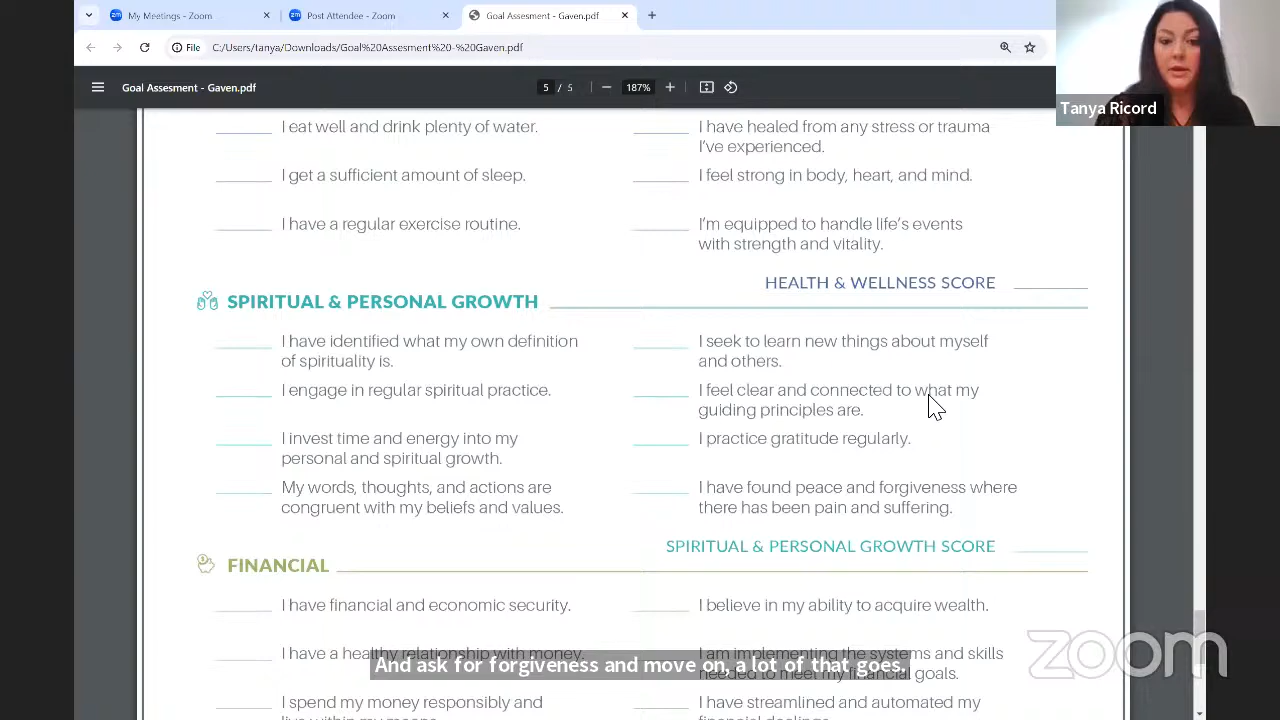 My Meetings - Zoom
Post Attendee - Zoom
Goal Assesment - Gaven.pdf
File
C:/Users/tanya/Downloads/Goal%20Assesment%20-%20Gaven.pdf
Goal Assesment - Gaven.pdf
5 / 5
187%
Tanya Ricord
I eat well and drink plenty of water.
I have healed from any stress or trauma
I've experienced.
I get a sufficient amount of sleep.
I feel strong in body, heart, and mind.
I have a regular exercise routine.
I'm equipped to handle life's events
with strength and vitality.
HEALTH & WELLNESS SCORE
SPIRITUAL & PERSONAL GROWTH
I have identified what my own definition
of spirituality is.
I seek to learn new things about myself
and others.
I engage in regular spiritual practice.
I feel clear and connected to what my
guiding principles are.
I invest time and energy into my
personal and spiritual growth.
I practice gratitude regularly.
My words, thoughts, and actions are
congruent with my beliefs and values.
I have found peace and forgiveness where
there has been pain and suffering.
SPIRITUAL & PERSONAL GROWTH SCORE
FINANCIAL
I have financial and economic security.
I believe in my ability to acquire wealth.
I have a healthy relationship with money.
I am implementing the systems and skills
needed to meet my financial goals.
And ask for forgiveness and move on, a lot of that goes.
I spend my money responsibly and
I have streamlined and automated my
zoom